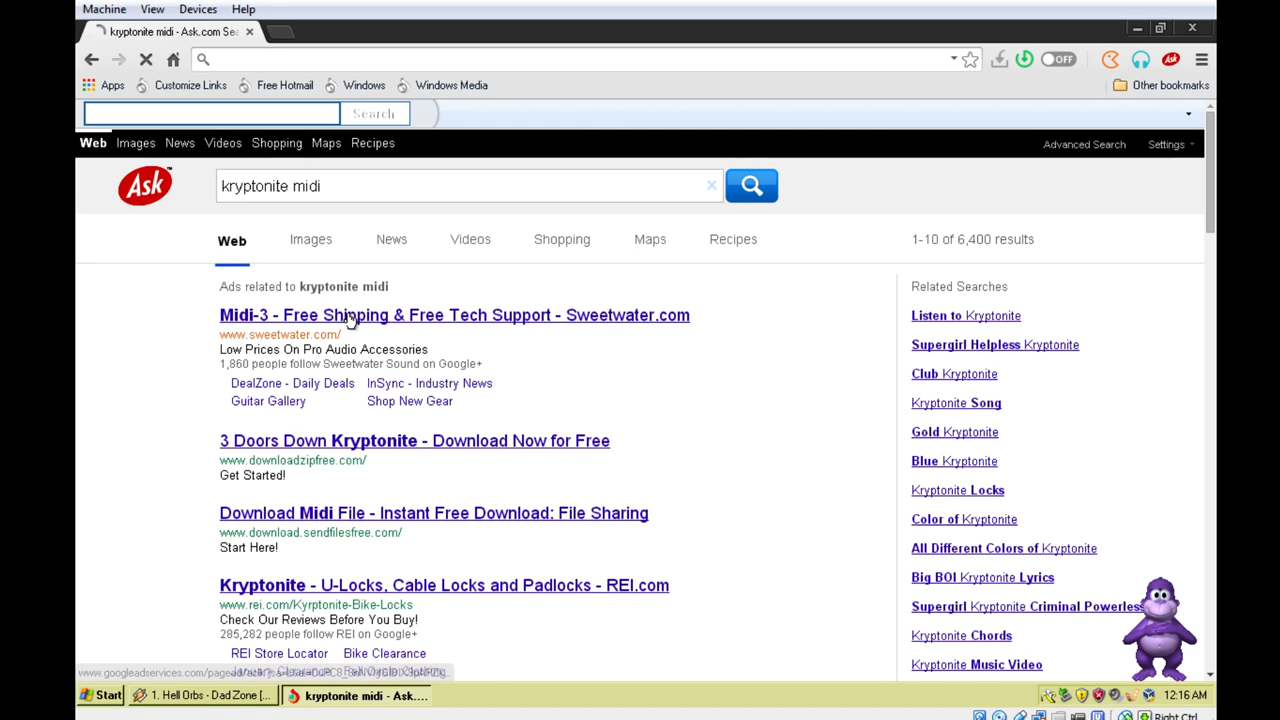 Machine View Devices Help
kryptonite midi - Ask.com Se
OFF
Ask
Apps Customize Links Free Hotmail Windows Windows Media Other bookmarks
Search
Web Images News Videos Shopping Maps Recipes Advanced Search Settings
Ask™ kryptonite midi
Web Images News Videos Shopping Maps Recipes 1-10 of 6,400 results
Ads related to kryptonite midi
Midi-3 - Free Shipping & Free Tech Support - Sweetwater.com
www.sweetwater.com/
Low Prices On Pro Audio Accessories
1,860 people follow Sweetwater Sound on Google+
DealZone - Daily Deals InSync - Industry News
Guitar Gallery Shop New Gear
3 Doors Down Kryptonite - Download Now for Free
www.downloadzipfree.com/
Get Started!
Download Midi File - Instant Free Download: File Sharing
www.download.sendfilesfree.com/
Start Here!
Kryptonite - U-Locks, Cable Locks and Padlocks - REI.com
www.rei.com/Kyrptonite-Bike-Locks
Check Our Reviews Before You Buy!
285,282 people follow REI on Google+
REI Store Locator Bike Clearance
Related Searches
Listen to Kryptonite
Supergirl Helpless Kryptonite
Club Kryptonite
Kryptonite Song
Gold Kryptonite
Blue Kryptonite
Kryptonite Locks
Color of Kryptonite
All Different Colors of Kryptonite
Big BOI Kryptonite Lyrics
Supergirl Kryptonite Criminal Powerles
Kryptonite Chords
Kryptonite Music Video
Start 1. Hell Orbs - Dad Zone [... kryptonite midi - Ask.... 12:16 AM
Right Ctrl